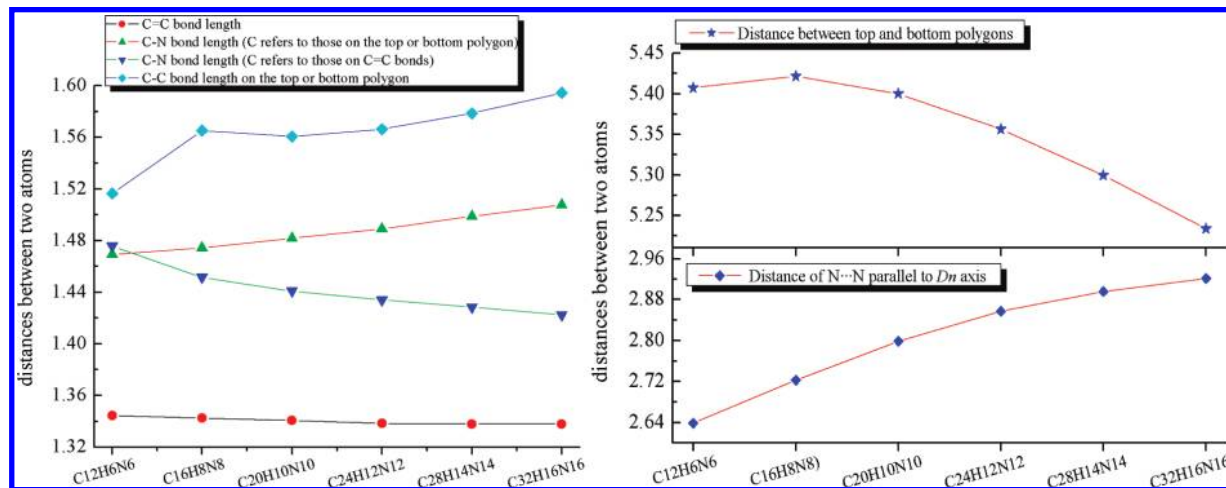 C=C bond length
C-N bond length (C refers to those on the top or bottom polygon)
C-N bond length (C refers to those on C=C bonds)
C-C bond length on the top or bottom polygon
distances between two atoms
1.60
1.56
1.52
1.48
1.44
1.40
1.36
1.32
C12H6N6
C16H8N8
C20H10N10
C24H12N12
C28H14N14
C32H16N16
Distance between top and bottom polygons
distances between two atoms
5.45
5.40
5.35
5.30
5.25
Distance of N···N parallel to Dn axis
2.96
2.88
2.80
2.72
2.64
C12H6N6
C16H8N8)
C20H10N10
C24H12N12
C28H14N14
C32H16N16